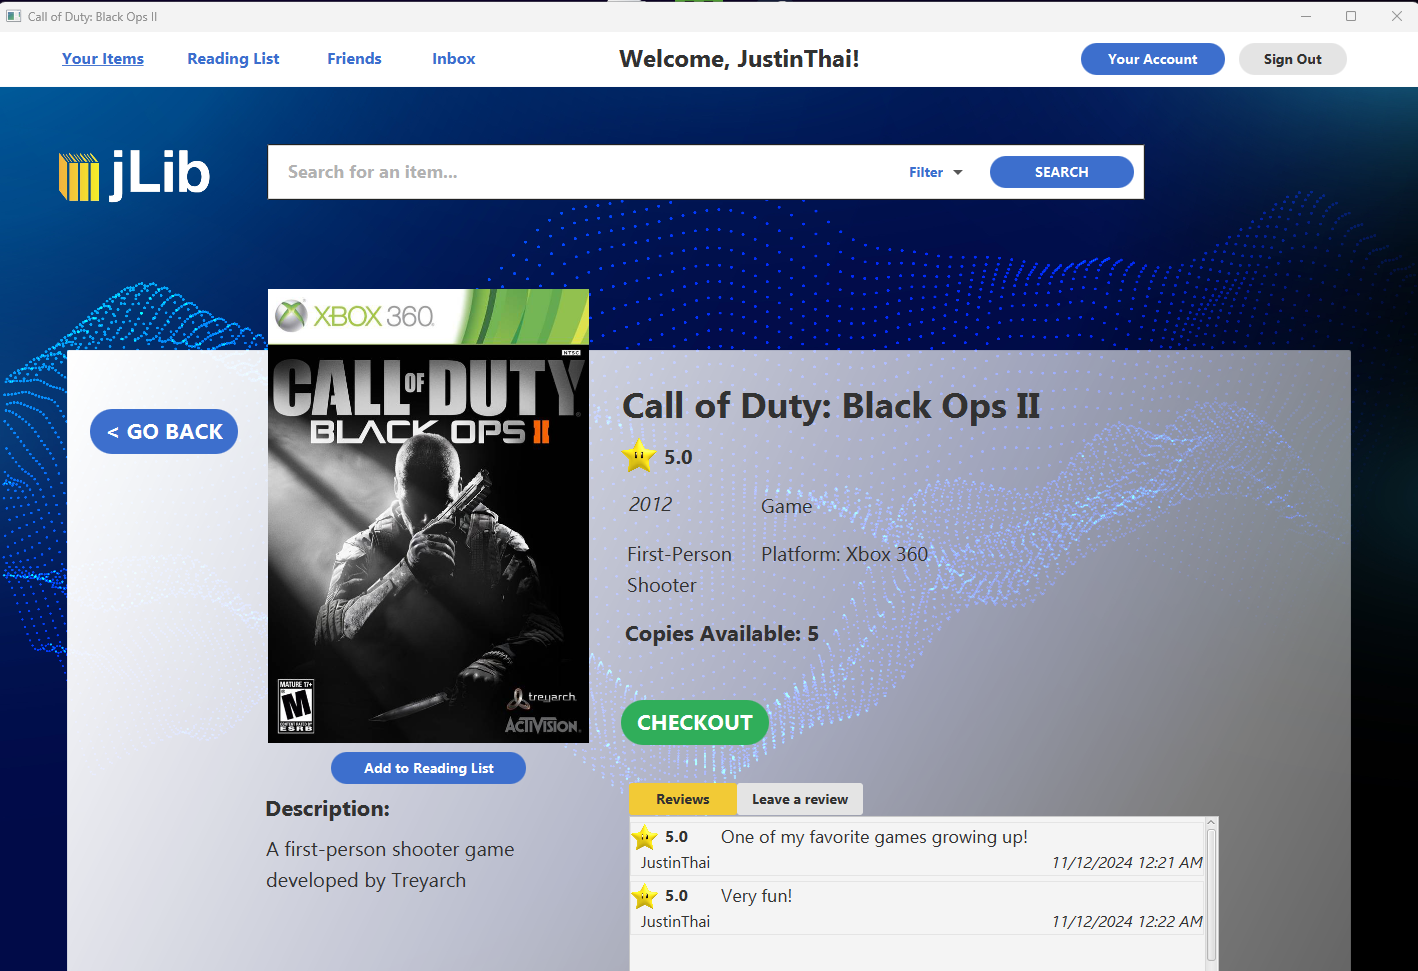 Call of Duty: Black Ops II
Your Items
Reading List
Friends
Inbox
Welcome, JustinThai!
Your Account
Sign Out
jLib
Search for an item...
Filter
SEARCH
XBOX 360
NTSC
CALL OF DUTY
BLACK OPS II
MATURE 17+
M
CONTENT RATED BY
ESRB
treyarch
ACTIVISION
< GO BACK
Call of Duty: Black Ops II
5.0
2012
Game
First-Person
Shooter
Platform: Xbox 360
Copies Available: 5
CHECKOUT
Add to Reading List
Description:
A first-person shooter game
developed by Treyarch
Reviews
Leave a review
5.0 One of my favorite games growing up!
JustinThai 11/12/2024 12:21 AM
5.0 Very fun!
JustinThai 11/12/2024 12:22 AM